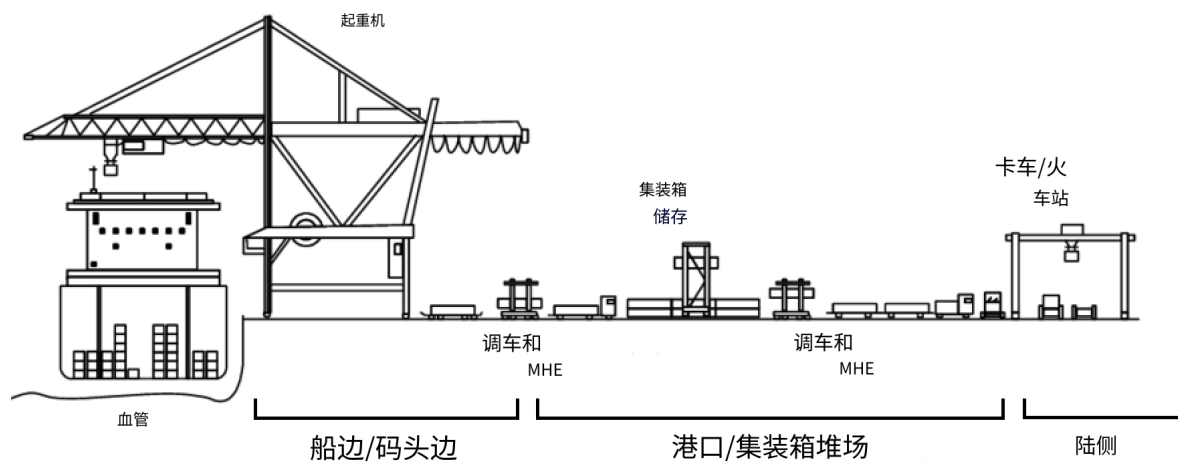 起重机
卡车/火
车站
集装箱
储存
调车和
MHE
调车和
MHE
血管
船边/码头边
港口/集装箱堆场
陆侧